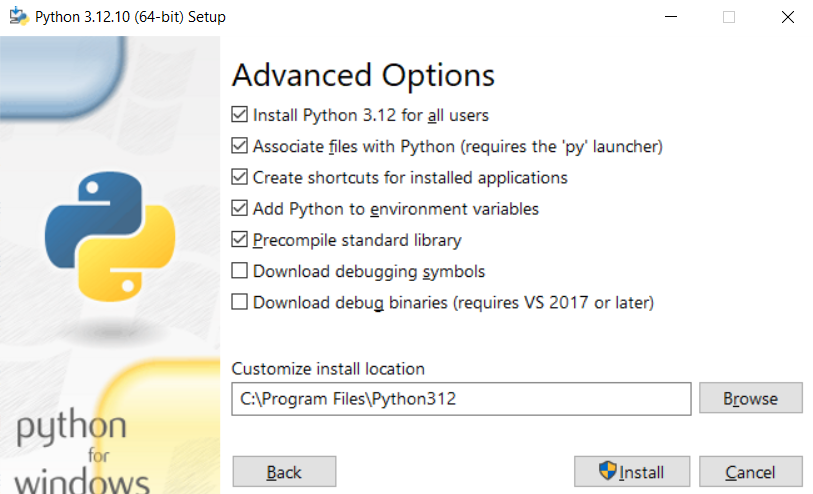 Python 3.12.10 (64-bit) Setup
Advanced Options
Install Python 3.12 for all users
Associate files with Python (requires the 'py' launcher)
Create shortcuts for installed applications
Add Python to environment variables
Precompile standard library
Download debugging symbols
Download debug binaries (requires VS 2017 or later)
Customize install location
C:\Program Files\Python312
Browse
python
for
windows
Back
Install
Cancel